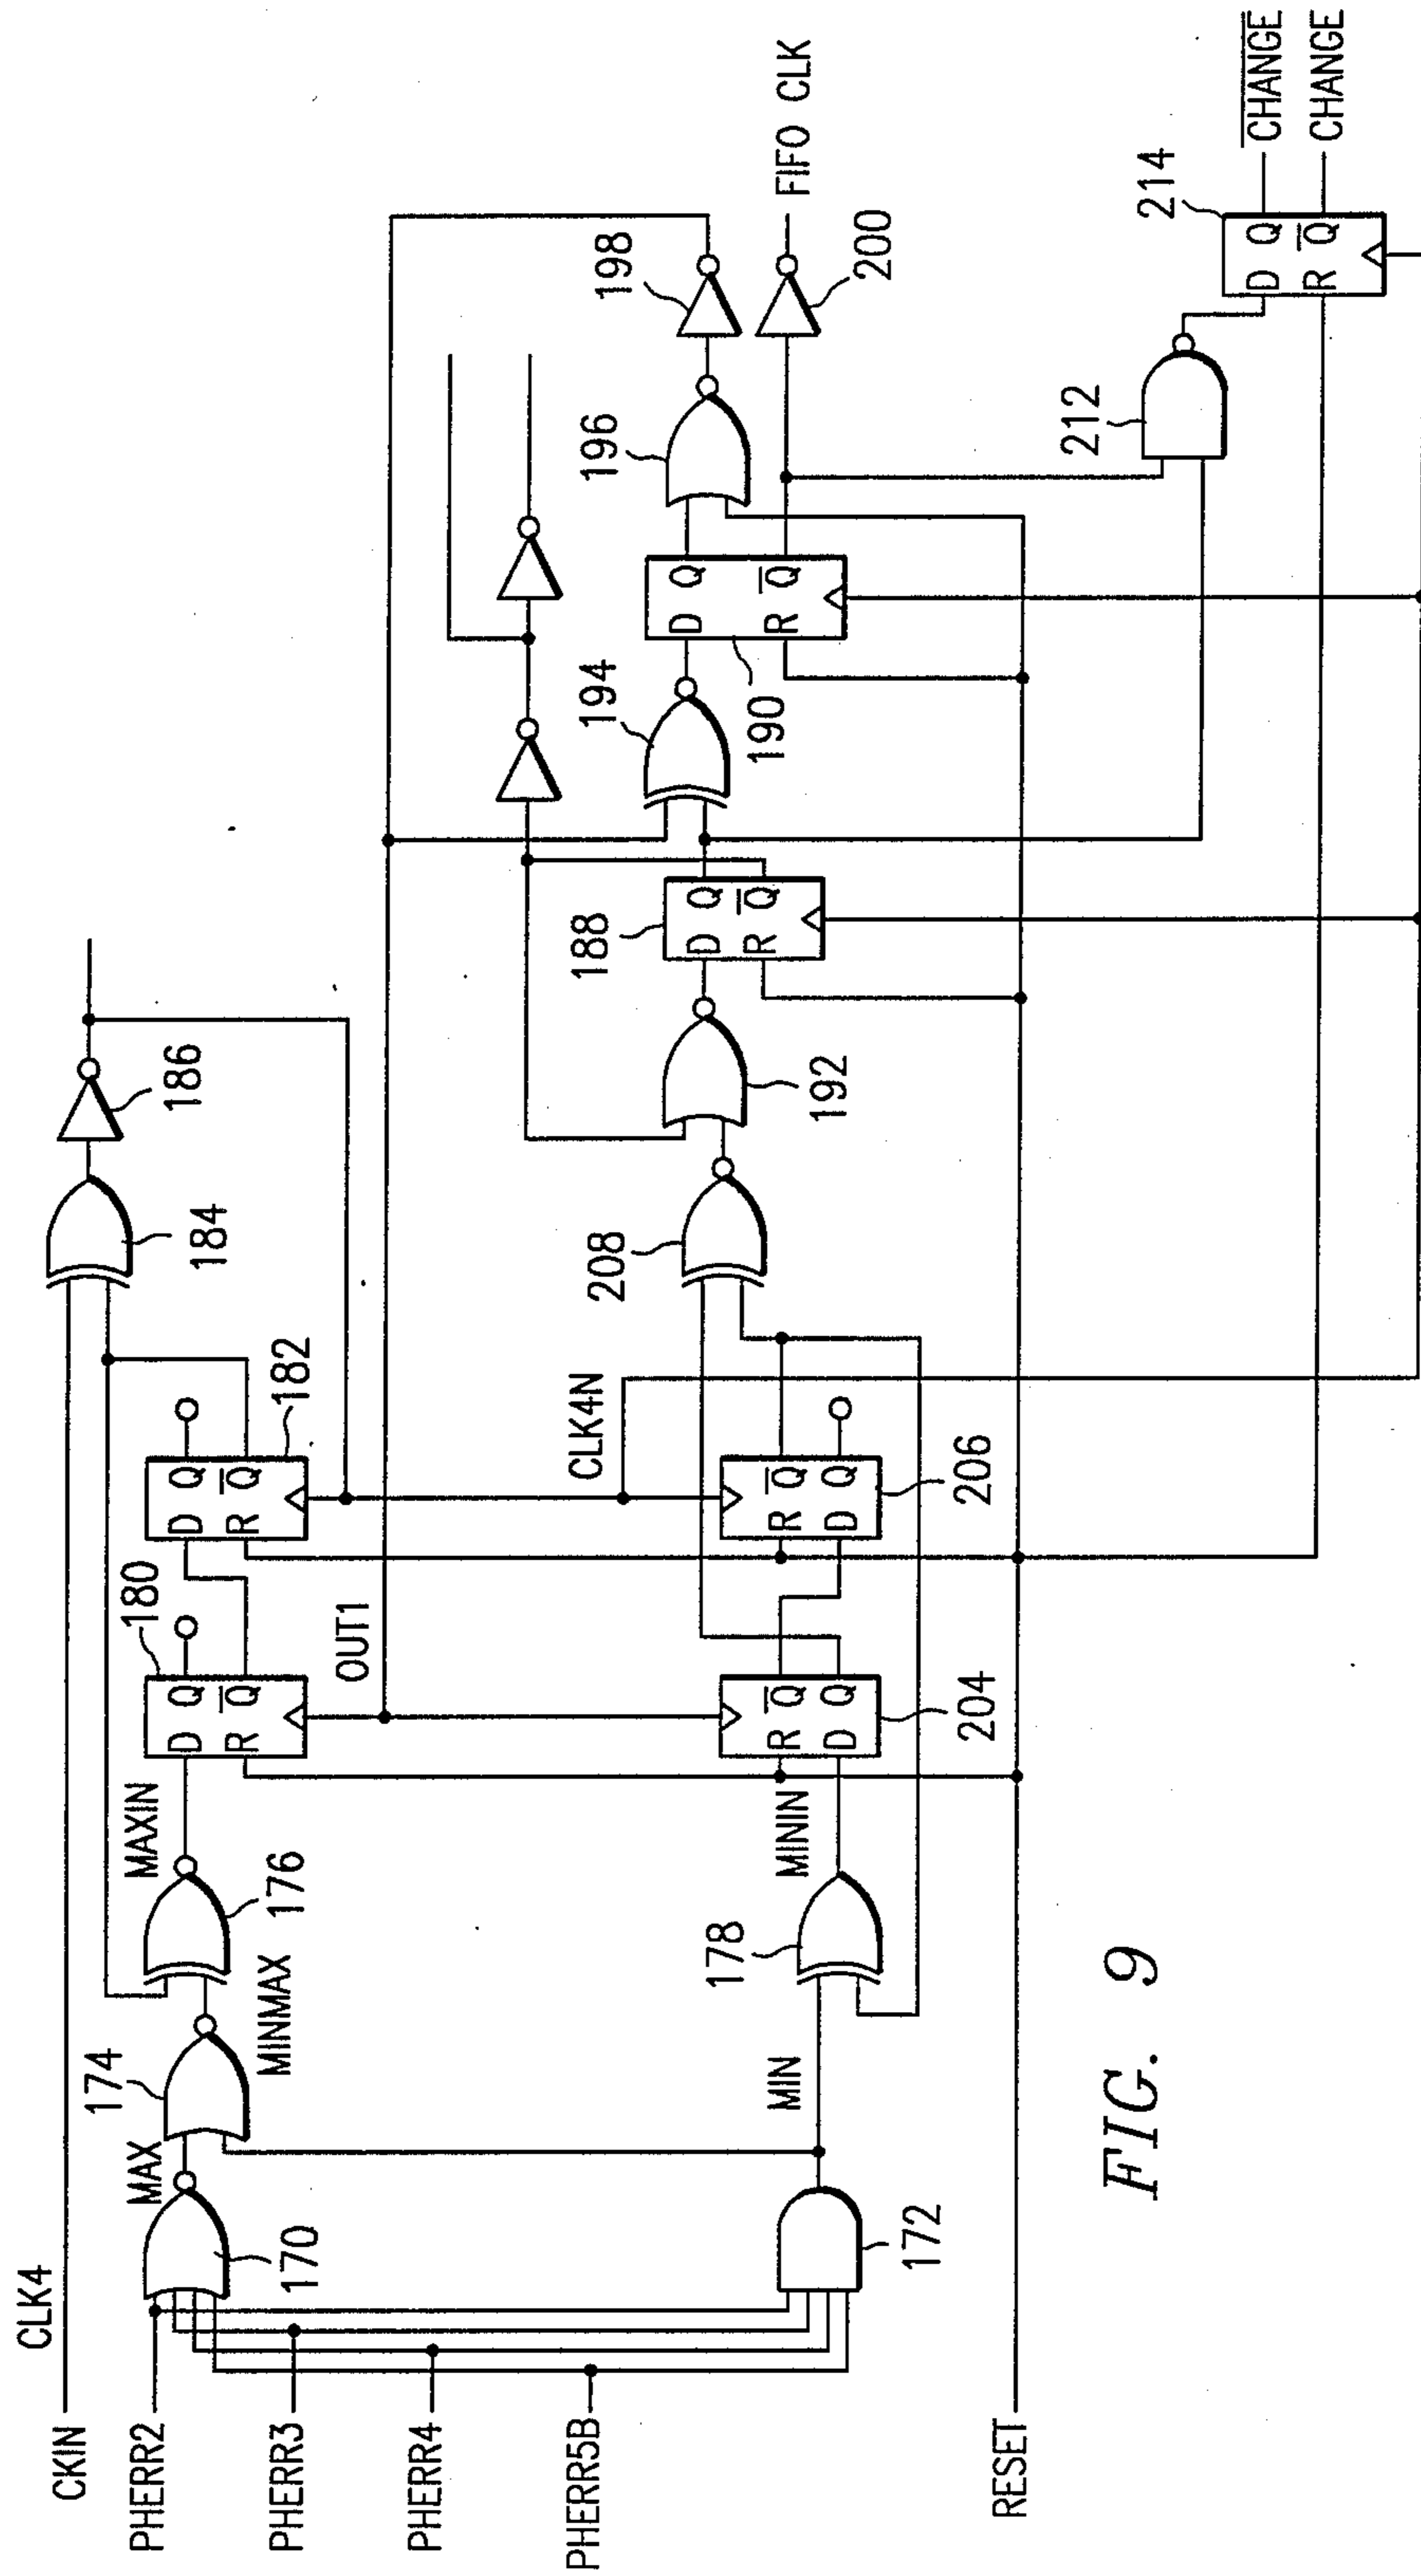 CLK4
CKIN
PHERR2
PHERR3
PHERR4
PHERR5B
RESET
MAX
170
172
174
MINMAX
MIN
176
178
MAXIN
MININ
180
D Q
R Q
OUT1
R Q
D Q
204
182
D Q
R Q
CLK4N
R Q
D Q
206
184
186
208
192
188
D Q
R Q
194
190
D Q
R Q
196
198
200
FIFO CLK
212
214
D Q
R Q
CHANGE
CHANGE
FIG. 9